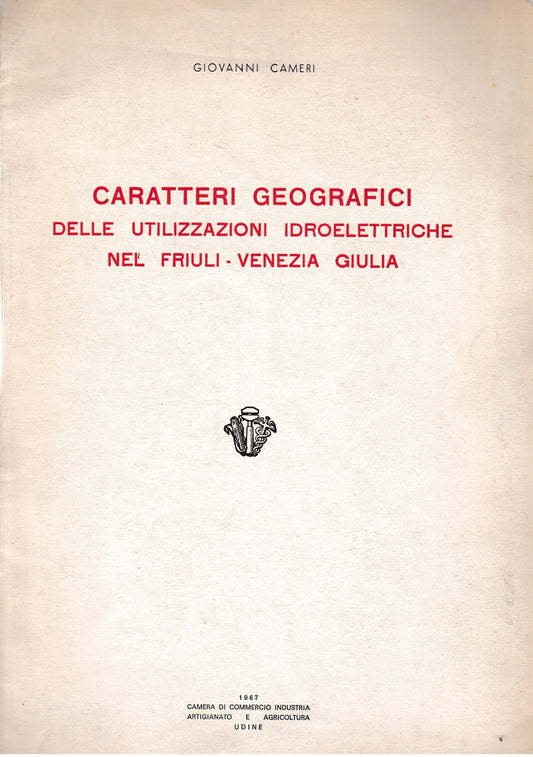 GIOVANNI CAMERI
CARATTERI GEOGRAFICI
DELLE UTILIZZAZIONI IDROELETTRICHE
NEL FRIULI - VENEZIA GIULIA
1967
CAMERA DI COMMERCIO INDUSTRIA
ARTIGIANATO E AGRICOLTURA
UDINE